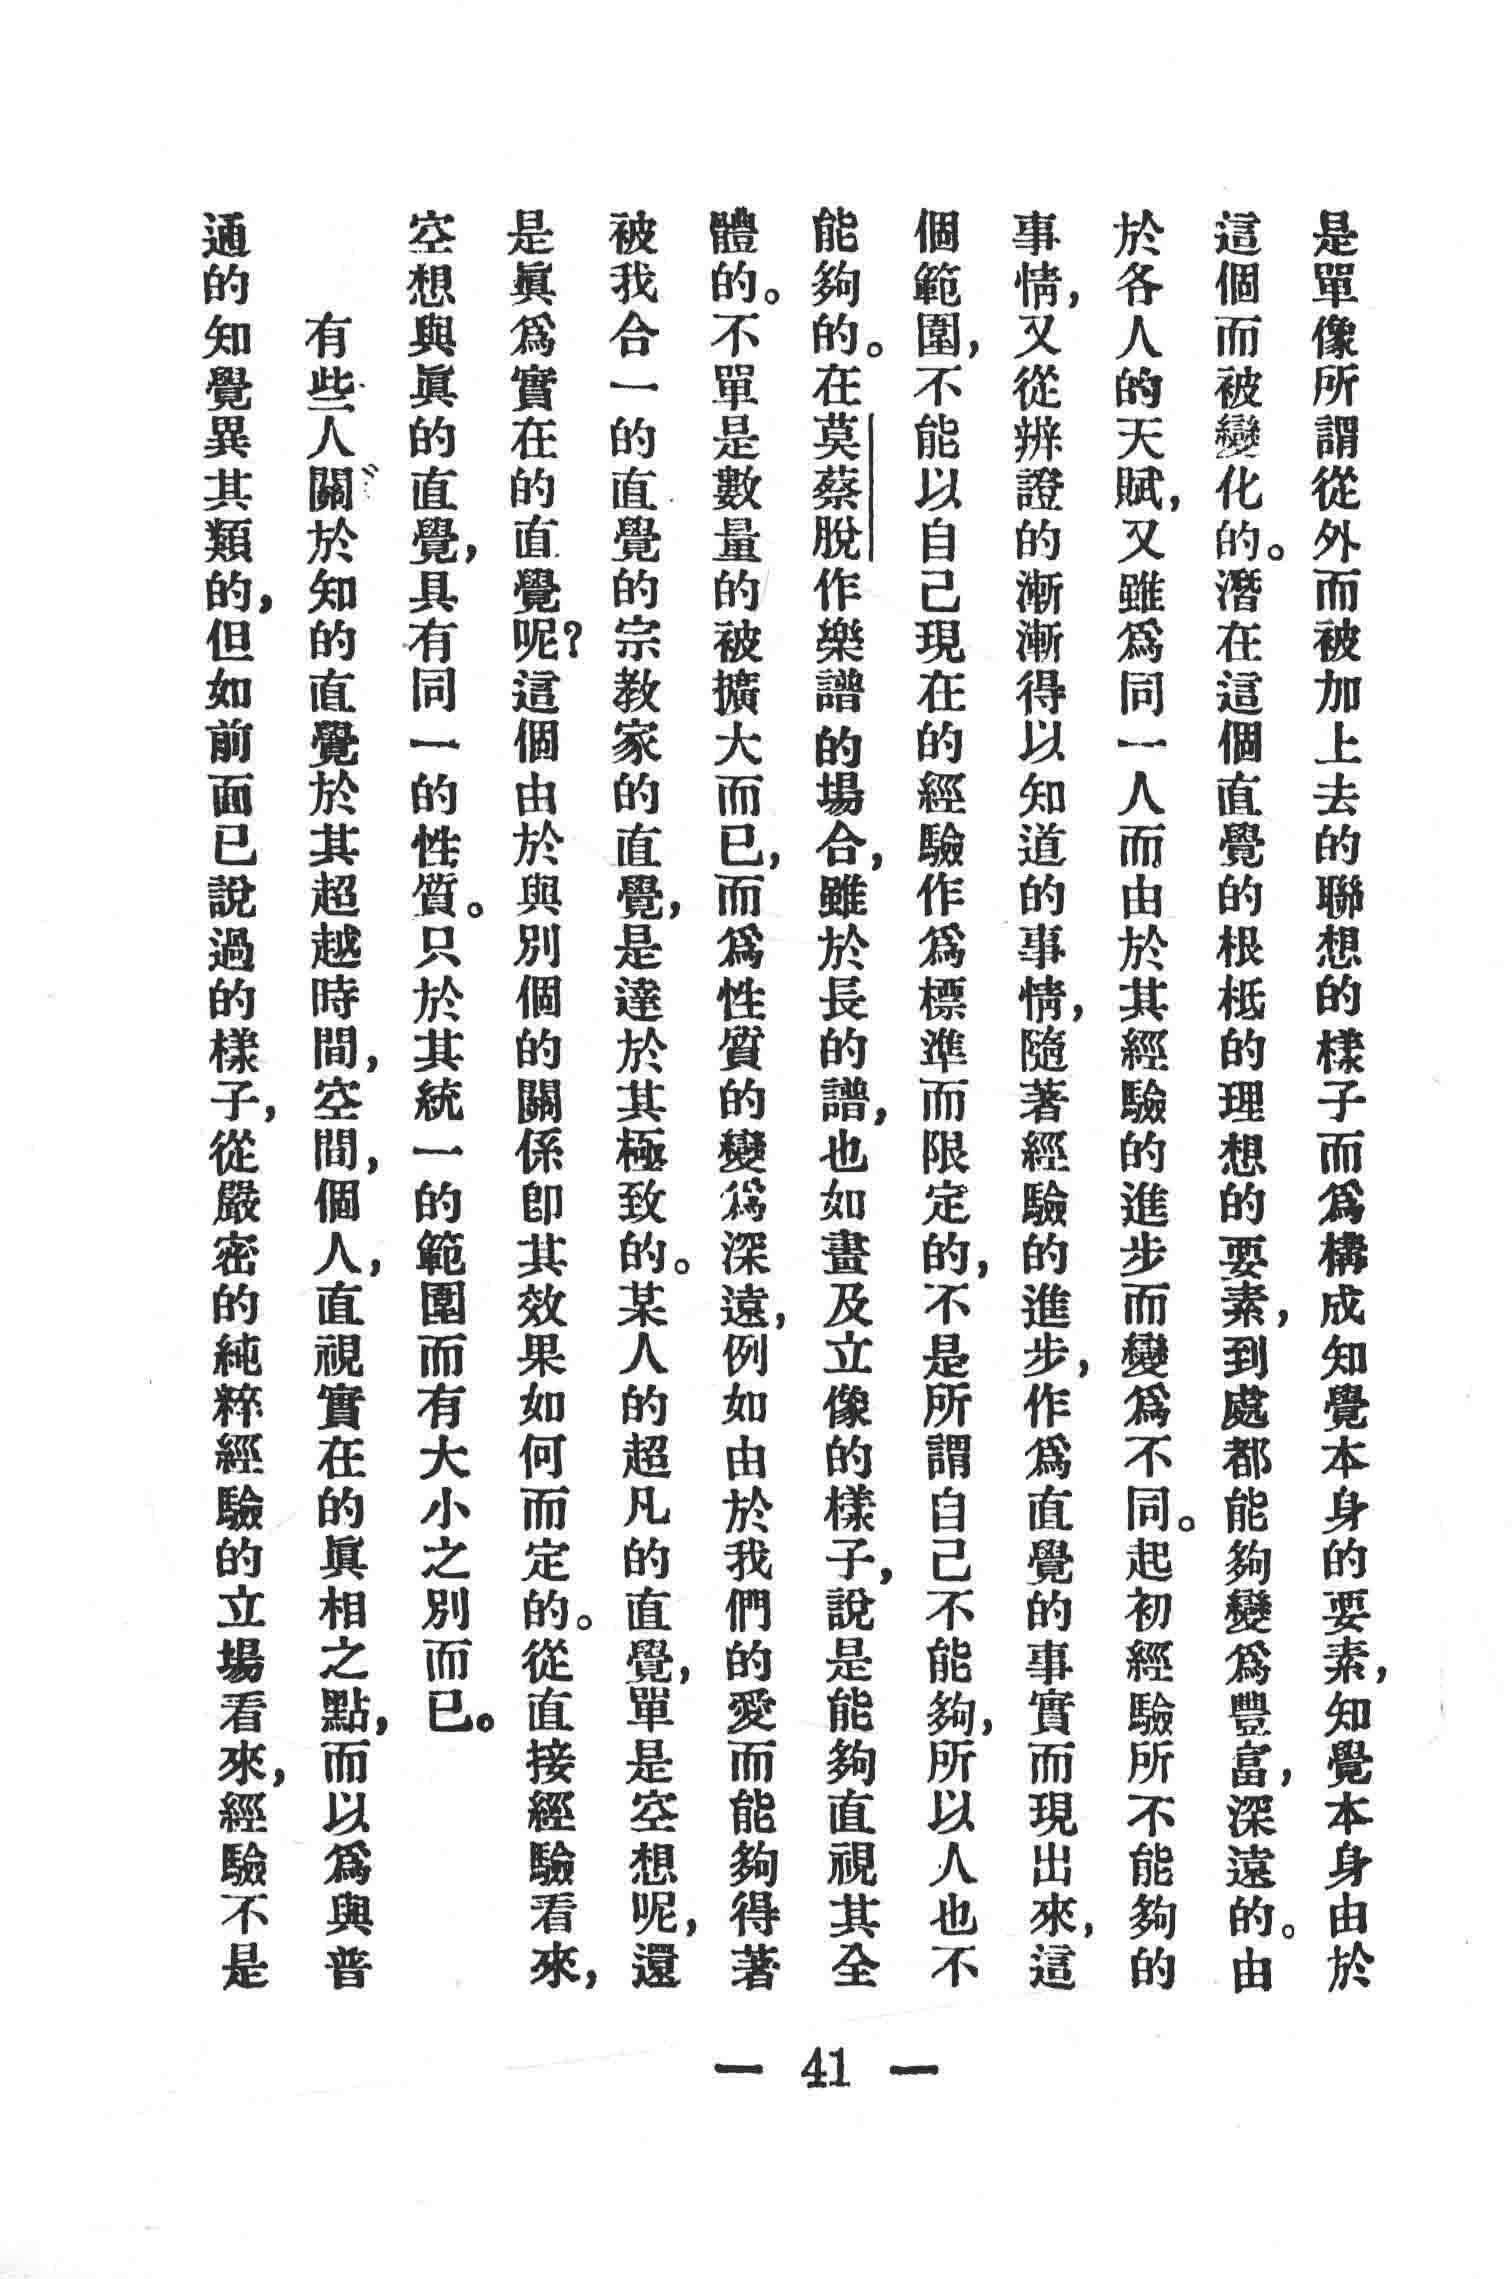 是單像所謂從外而被加上去的聯想的樣子而爲構成知覺本身的要素，知覺本身由於
這個而被變化的。潛在這個直覺的根柢的理想的要素，到處都能夠變爲豐富，深遠的。由
於各人的天賦，又雖爲同一人而由於其經驗的進步而變爲不同。起初經驗所不能夠的
事情，又從辨證的漸漸得以知道的事情，隨著經驗的進步，作爲直覺的事實而現出來，這
個範圍，不能以自己現在的經驗作爲標準而限定的，不是所謂自己不能夠，所以人也不
能夠的。在莫蔡脫作樂譜的場合，雖於長的譜，也如畫及立像的樣子，說是能夠直視其全
體的。不單是數量的被擴大而已，而爲性質的變爲深遠，例如由於我們的愛而能夠得著
被我合一的直覺的宗教家的直覺，是達於其極致的。某人的超凡的直覺，單是空想呢，還
是眞爲實在的直覺呢？這個由於與別個的關係卽其效果如何而定的。從直接經驗看來，
空想與眞的直覺，具有同一的性質。只於其統一的範圍而有大小之別而已。
有些人關於知的直覺於其超越時間，空間，個人，直視實在的眞相之點，而以爲與普
通的知覺異其類的，但如前面已說過的樣子，從嚴密的純粹經驗的立場看來，經驗不是
— 41 —